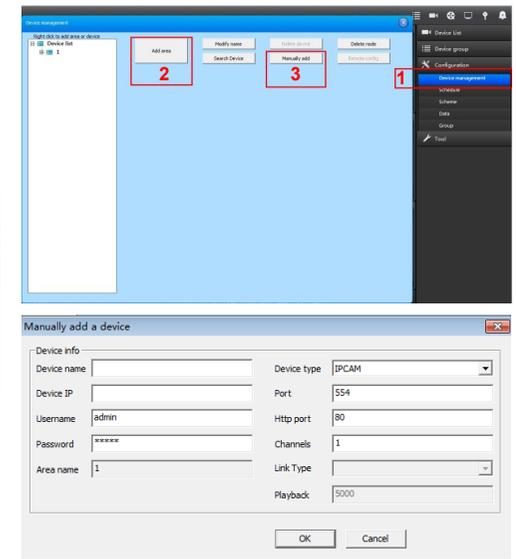 Device management
Right click to add area or device
Device list
1
Add area
2
Modify name
Delete device
Delete node
Search Device
Manually add
Remote config
3
Device List
Device group
Configuration
1
Device management
Schedule
Scheme
Data
Group
Tool
Manually add a device
Device info
Device name
Device type IPCAM
Device IP
Port 554
Username admin
Http port 80
Password *****
Channels 1
Area name 1
Link Type
Playback 5000
OK Cancel